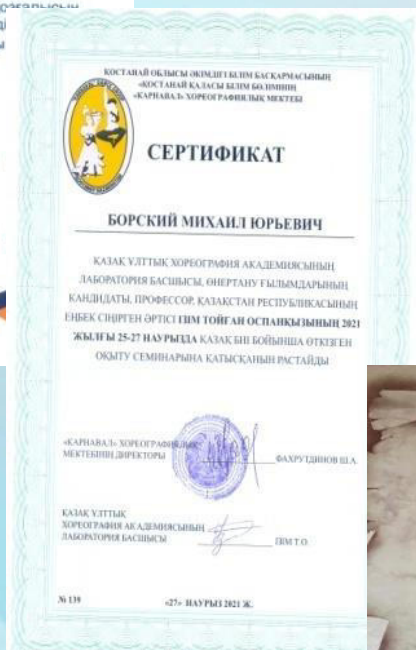 ҚОСТАНАЙ ОБЛЫСЫ ӘКІМДІГІ БІЛІМ БАСҚАРМАСЫНЫҢ
«ҚОСТАНАЙ ҚАЛАСЫ БІЛІМ БӨЛІМІНІҢ
«КАРНАВАЛ» ХОРЕОГРАФИЯЛЫҚ МЕКТЕБІ
СЕРТИФИКАТ
БОРСКИЙ МИХАИЛ ЮРЬЕВИЧ
ҚАЗАҚ ҰЛТТЫҚ ХОРЕОГРАФИЯ АКАДЕМИЯСЫНЫҢ
ЛАБОРАТОРИЯ БАСШЫСЫ, ӨНЕРТАНУ ҒЫЛЫМДАРЫНЫҢ
КАНДИДАТЫ, ПРОФЕССОР, ҚАЗАҚСТАН РЕСПУБЛИКАСЫНЫҢ
ЕҢБЕК СІҢІРГЕН ӘРТІСІ ІЗІМ ТОЙҒАН ОСПАНҚЫЗЫНЫҢ 2021
ЖЫЛҒЫ 25-27 НАУРЫЗДА ҚАЗАҚ БИІ БОЙЫНША ӨТКІЗГЕН
ОҚЫТУ СЕМИНАРЫНА ҚАТЫСҚАНЫН РАСТАЙДЫ
«КАРНАВАЛ» ХОРЕОГРАФИЯЛЫҚ
МЕКТЕБІНІҢ ДИРЕКТОРЫ ФАХРУТДИНОВ Ш.А.
ҚАЗАҚ ҰЛТТЫҚ
ХОРЕОГРАФИЯ АКАДЕМИЯСЫНЫҢ
ЛАБОРАТОРИЯ БАСШЫСЫ ІЗІМ Т.О.
№ 139 «27» НАУРЫЗ 2021 Ж.